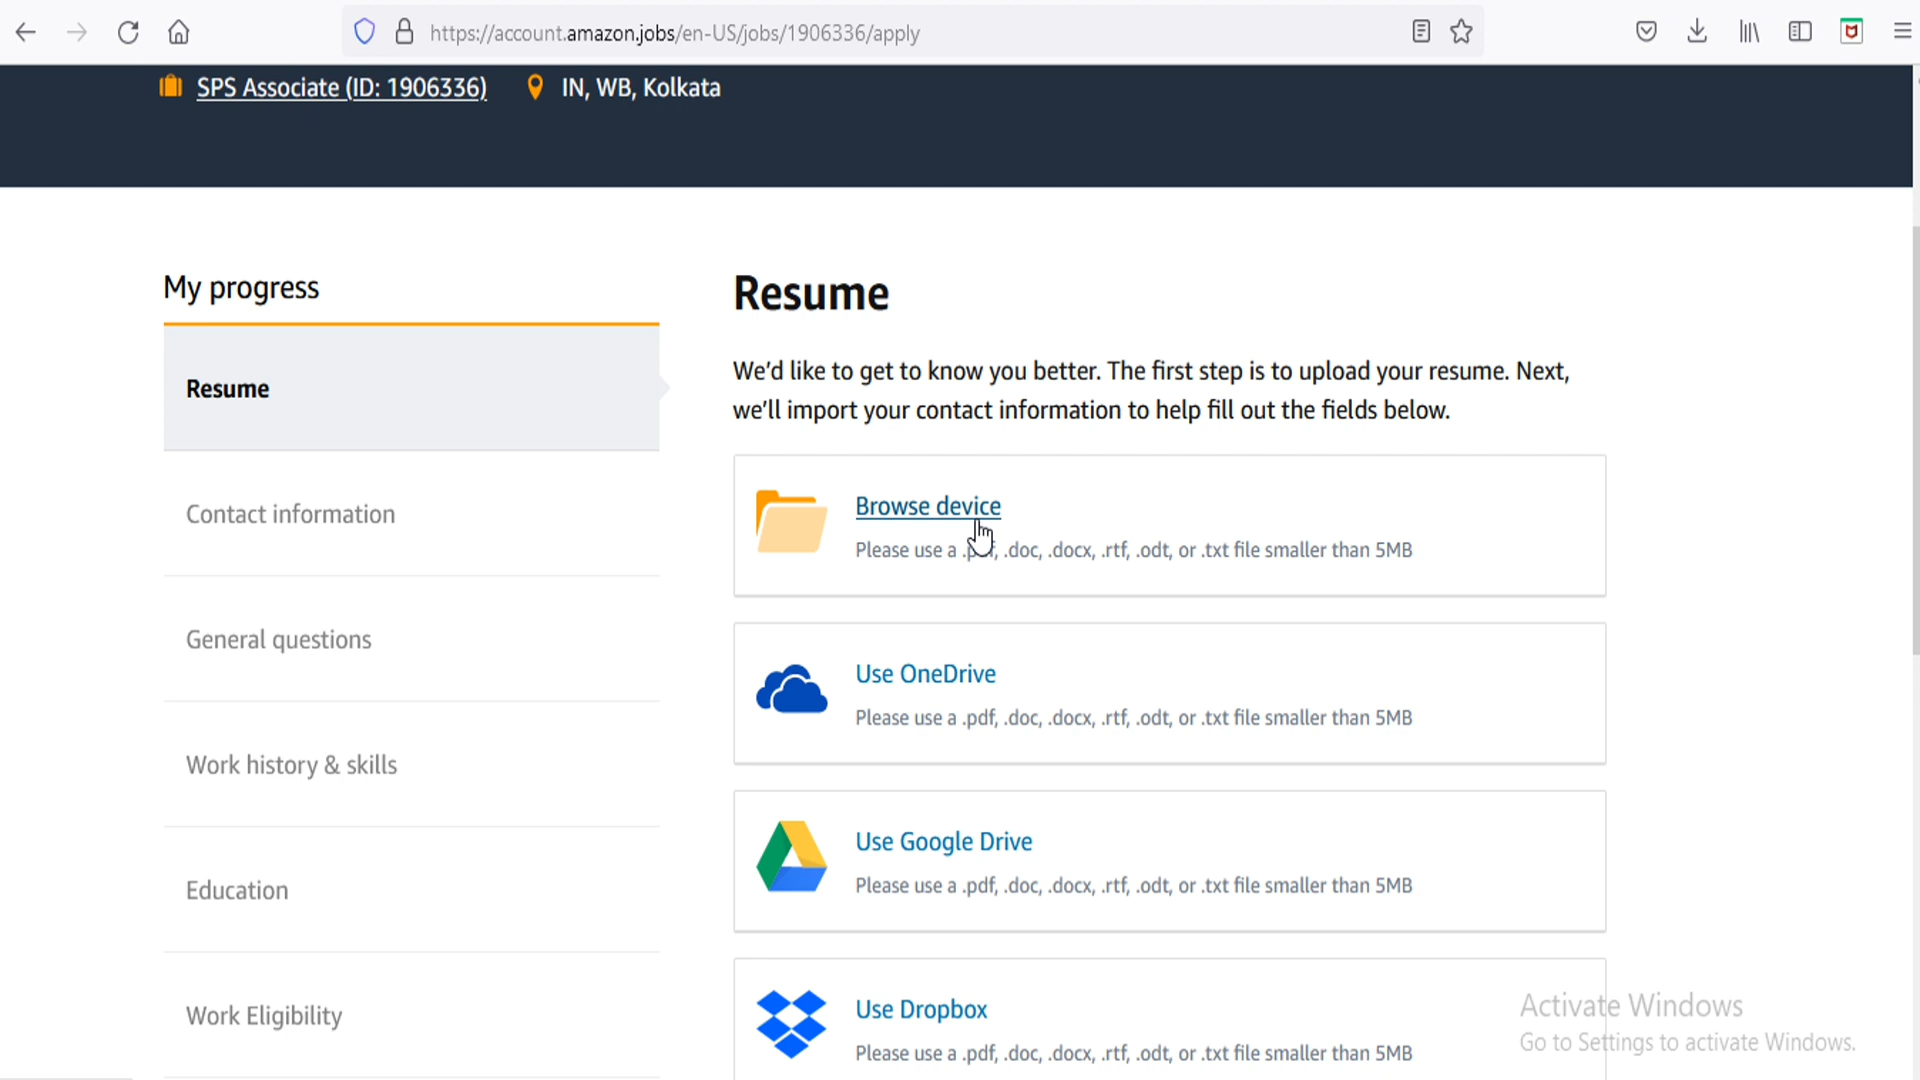 https://account.amazon.jobs/en-US/jobs/1906336/apply
SPS Associate (ID: 1906336) IN, WB, Kolkata
My progress
Resume
Contact information
General questions
Work history & skills
Education
Work Eligibility
Resume
We'd like to get to know you better. The first step is to upload your resume. Next,
we'll import your contact information to help fill out the fields below.
Browse device
Please use a .pdf, .doc, .docx, .rtf, .odt, or .txt file smaller than 5MB
Use OneDrive
Please use a .pdf, .doc, .docx, .rtf, .odt, or .txt file smaller than 5MB
Use Google Drive
Please use a .pdf, .doc, .docx, .rtf, .odt, or .txt file smaller than 5MB
Use Dropbox
Please use a .pdf, .doc, .docx, .rtf, .odt, or .txt file smaller than 5MB
Activate Windows
Go to Settings to activate Windows.